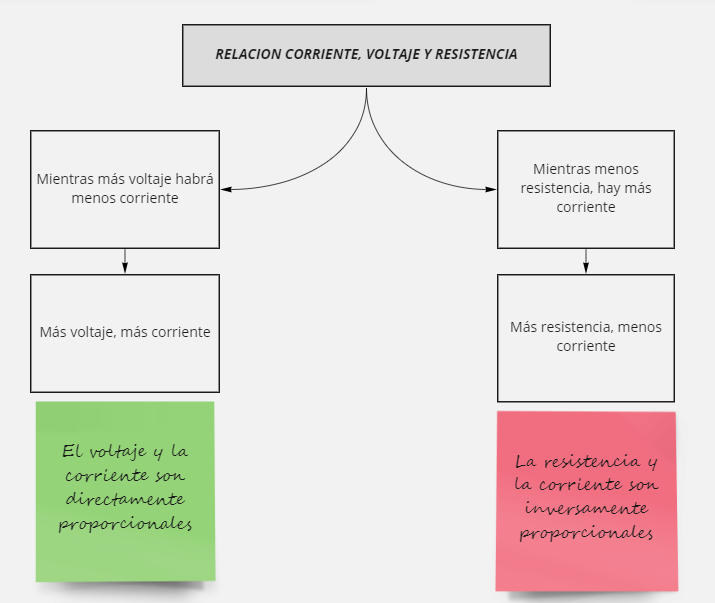 RELACION CORRIENTE, VOLTAJE Y RESISTENCIA
Mientras más voltaje habrá
menos corriente
Más voltaje, más corriente
El voltaje y la
corriente son
directamente
proporcionales
Mientras menos
resistencia, hay más
corriente
Más resistencia, menos
corriente
La resistencia y
la corriente son
inversamente
proporcionales